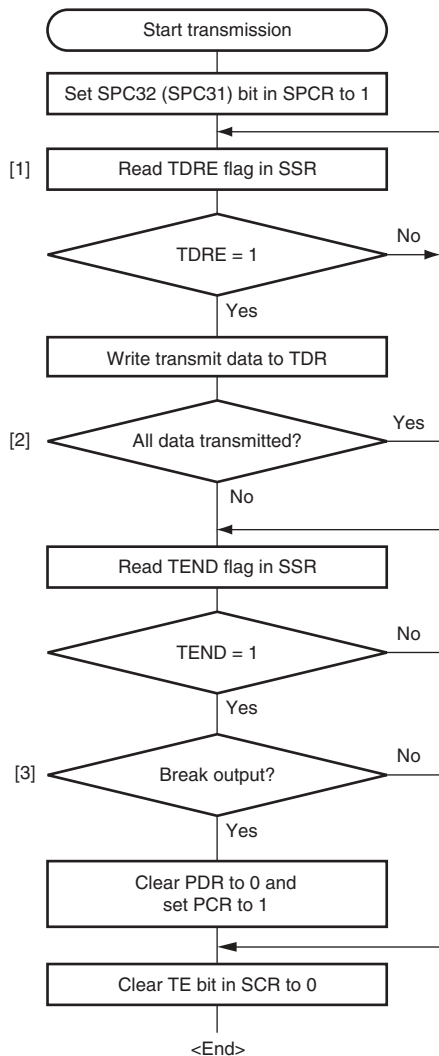 Start transmission
Set SPC32 (SPC31) bit in SPCR to 1
[1]
Read TDRE flag in SSR
TDRE = 1
No
Yes
Write transmit data to TDR
[2]
All data transmitted?
Yes
No
Read TEND flag in SSR
TEND = 1
No
Yes
[3]
Break output?
No
Yes
Clear PDR to 0 and
set PCR to 1
Clear TE bit in SCR to 0
<End>